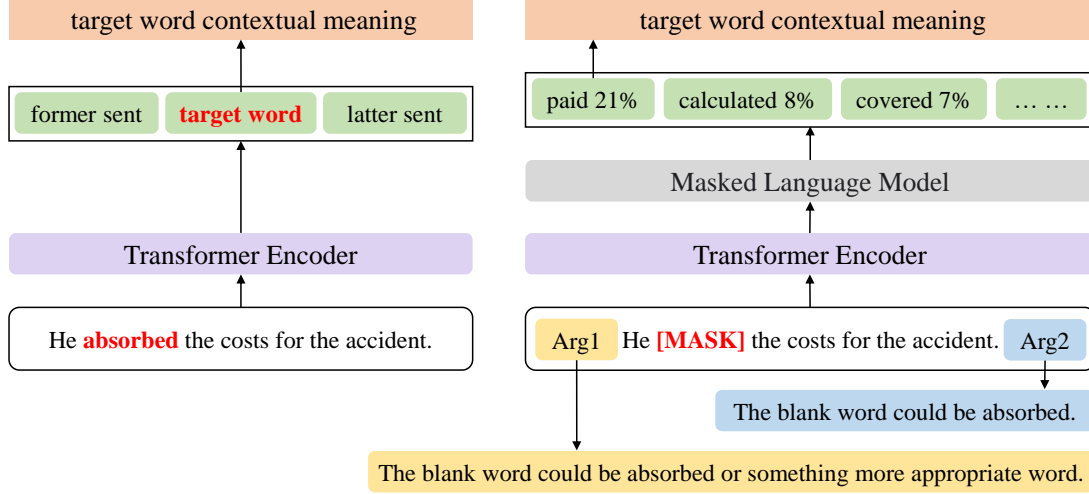 target word contextual meaning
former sent
target word
latter sent
Transformer Encoder
He absorbed the costs for the accident.
target word contextual meaning
paid 21%
calculated 8%
covered 7%
… …
Masked Language Model
Transformer Encoder
Arg1 He [MASK] the costs for the accident. Arg2
The blank word could be absorbed.
The blank word could be absorbed or something more appropriate word.